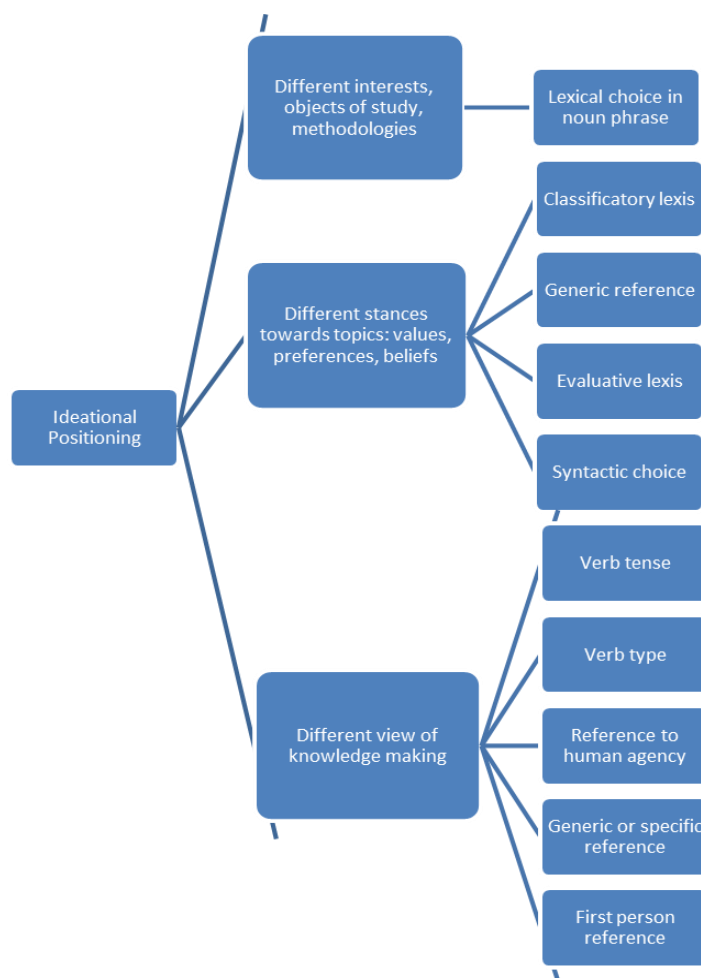 Different interests,
objects of study,
methodologies
Lexical choice in
noun phrase
Classificatory lexis
Generic reference
Different stances
towards topics: values,
preferences, beliefs
Evaluative lexis
Ideational
Positioning
Syntactic choice
Verb tense
Verb type
Different view of
knowledge making
Reference to
human agency
Generic or specific
reference
First person
reference